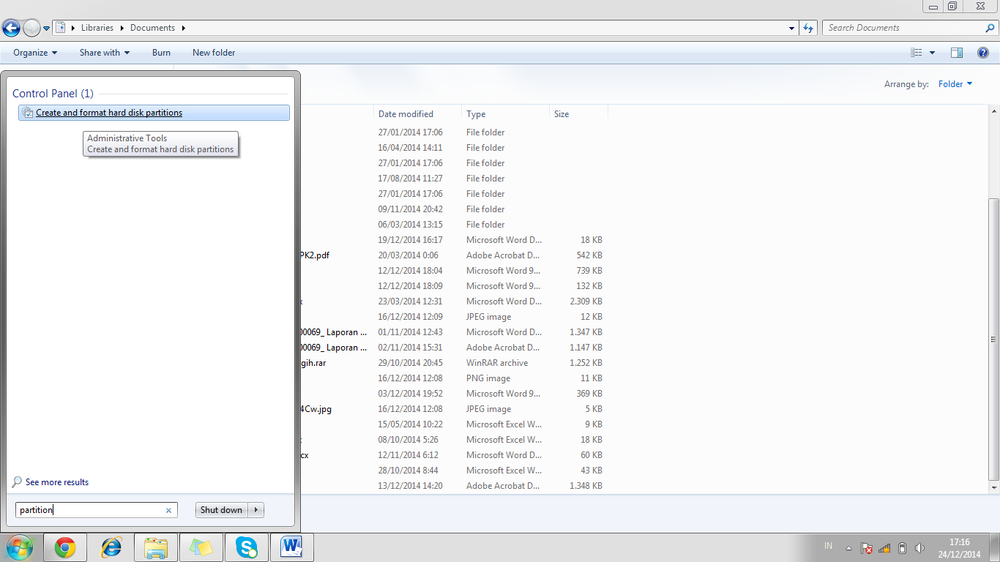 Libraries Documents
Search Documents
Organize Share with Burn New folder
Arrange by: Folder
Control Panel (1)
Create and format hard disk partitions
Administrative Tools
Create and format hard disk partitions
Date modified Type Size
27/01/2014 17:06 File folder
16/04/2014 14:11 File folder
27/01/2014 17:06 File folder
17/08/2014 11:27 File folder
27/01/2014 17:06 File folder
09/11/2014 20:42 File folder
06/03/2014 13:15 File folder
19/12/2014 16:17 Microsoft Word D... 18 KB
PK2.pdf 20/03/2014 0:06 Adobe Acrobat D... 542 KB
12/12/2014 18:04 Microsoft Word 9... 739 KB
12/12/2014 18:09 Microsoft Word 9... 132 KB
x 23/03/2014 12:31 Microsoft Word D... 2.309 KB
16/12/2014 12:09 JPEG image 12 KB
00069_ Laporan ... 01/11/2014 12:43 Microsoft Word D... 1.347 KB
00069_ Laporan ... 02/11/2014 15:31 Adobe Acrobat D... 1.147 KB
gih.rar 29/10/2014 20:45 WinRAR archive 1.252 KB
16/12/2014 12:08 PNG image 11 KB
03/12/2014 19:52 Microsoft Word 9... 369 KB
4Cw.jpg 16/12/2014 12:08 JPEG image 5 KB
15/05/2014 10:22 Microsoft Excel W... 9 KB
x 08/10/2014 5:26 Microsoft Excel W... 18 KB
cx 12/11/2014 6:12 Microsoft Word D... 60 KB
28/10/2014 8:44 Microsoft Excel W... 43 KB
13/12/2014 14:20 Adobe Acrobat D... 1.348 KB
See more results
partition
Shut down
IN
17:16
24/12/2014